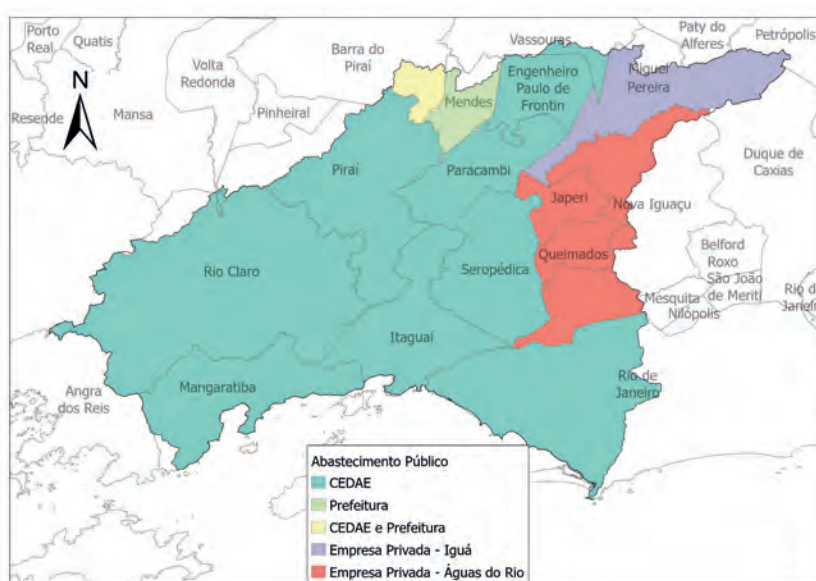 Porto
Real
Quatis
Volta
Redonda
Barra do
Piraí
Vassouras
Paty do
Alferes
Petrópolis
N
Resende
Mansa
Pinheiral
Mendes
Engenheiro
Paulo de
Frontin
Miguel
Pereira
Duque de
Caxias
Piraí
Paracambi
Japeri
Nova Iguaçu
Rio Claro
Seropédica
Queimados
Belford
Roxo
São João
de Meriti
Mesquita
Nilópolis
Rio d
Janeir
Itaguaí
Angra
dos Reis
Mangaratiba
Rio de
Janeiro
Abastecimento Público
CEDAE
Prefeitura
CEDAE e Prefeitura
Empresa Privada - Iguá
Empresa Privada - Águas do Rio